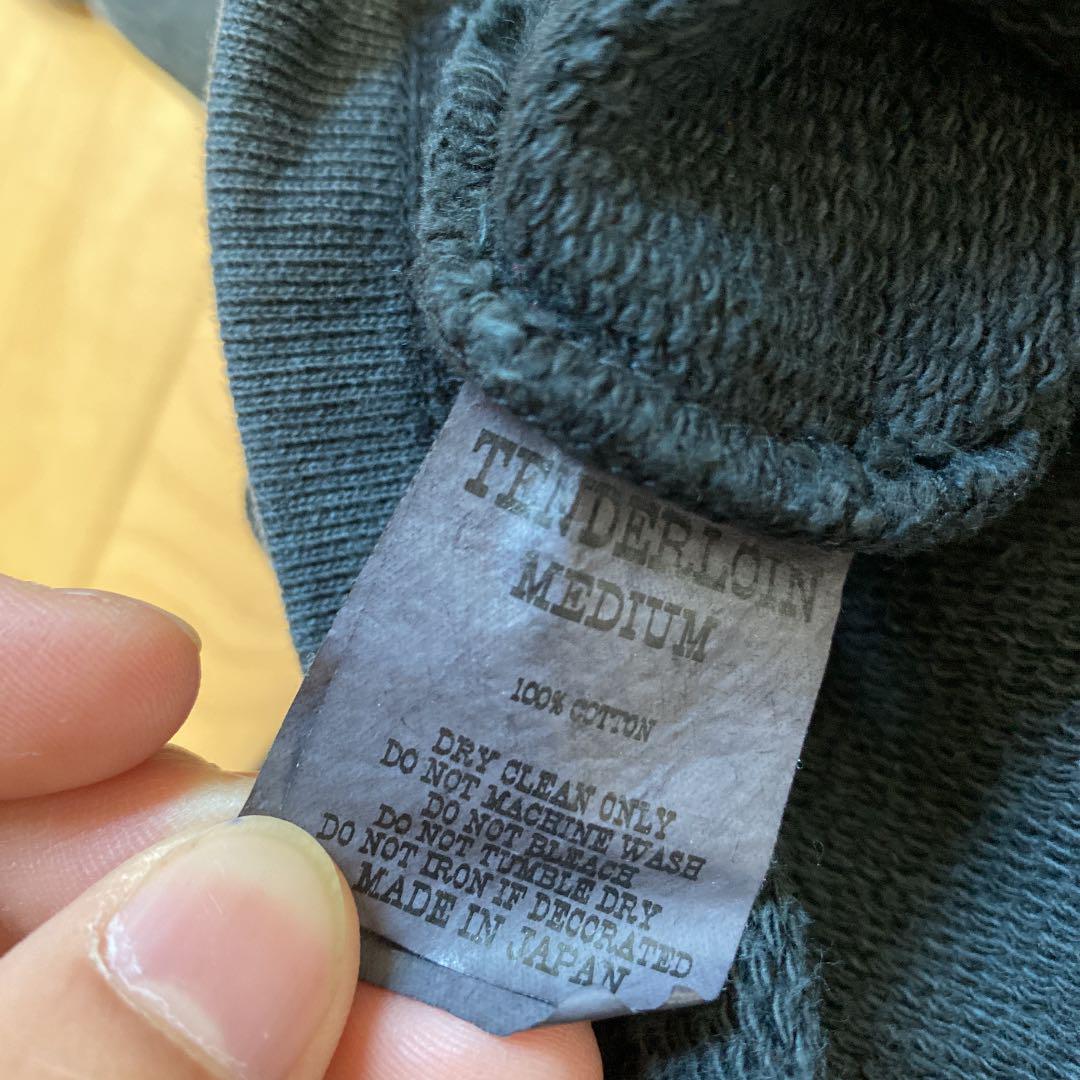 TENDERLOIN
MEDIUM
100% COTTON
DRY CLEAN ONLY
DO NOT MACHINE WASH
DO NOT BLEACH
DO NOT TUMBLE DRY
DO NOT IRON IF DECORATED
MADE IN JAPAN